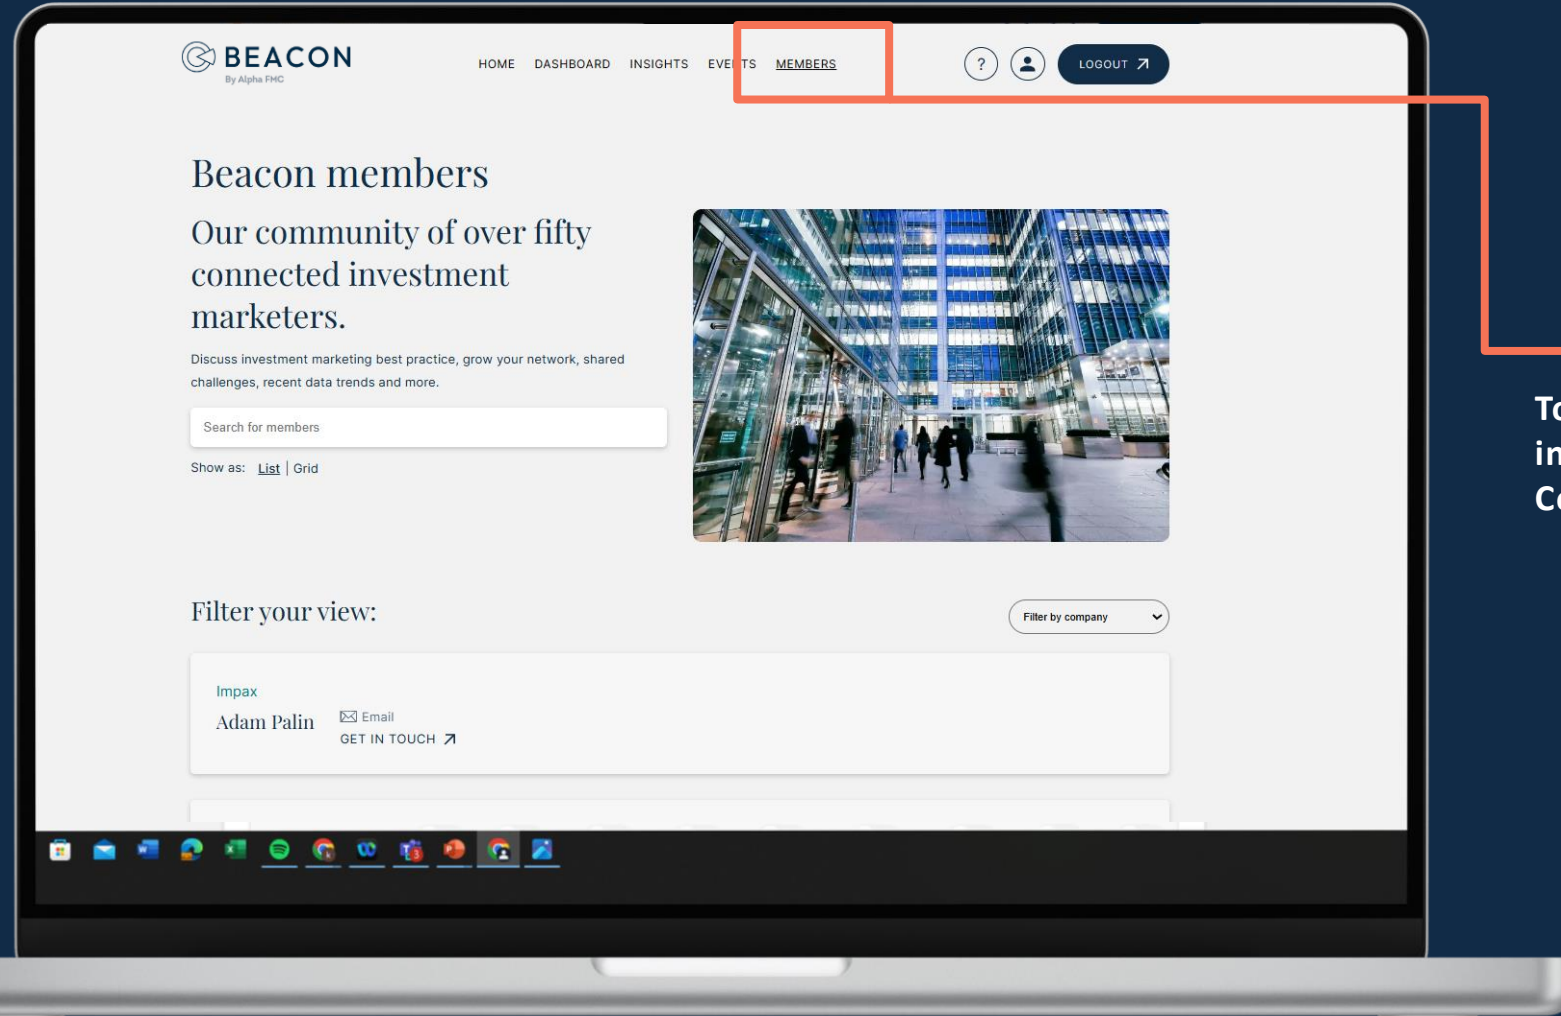 BEACON
By Alpha FMC
HOME DASHBOARD INSIGHTS EVENTS MEMBERS
?
LOGOUT
Beacon members
Our community of over fifty
connected investment
marketers.
Discuss investment marketing best practice, grow your network, shared
challenges, recent data trends and more.
Search for members
Show as: List | Grid
Filter your view:
Filter by company
Impax
Adam Palin
Email
GET IN TOUCH
3